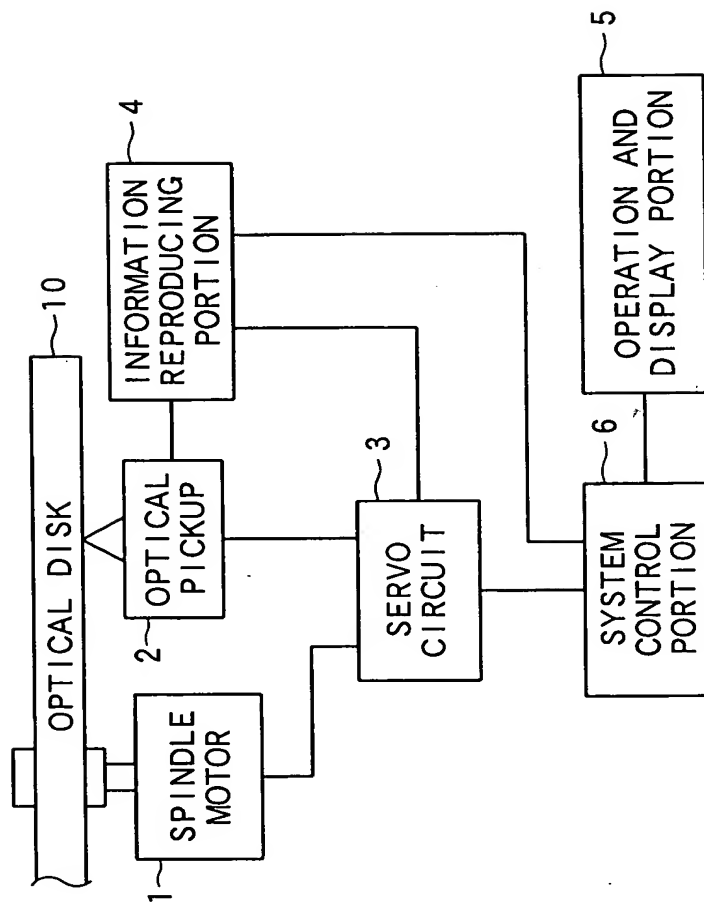 10
OPTICAL DISK
4
INFORMATION
REPRODUCING
PORTION
OPTICAL
PICKUP
2
SPINDLE
MOTOR
1
3
SERVO
CIRCUIT
5
OPERATION AND
DISPLAY PORTION
6
SYSTEM
CONTROL
PORTION